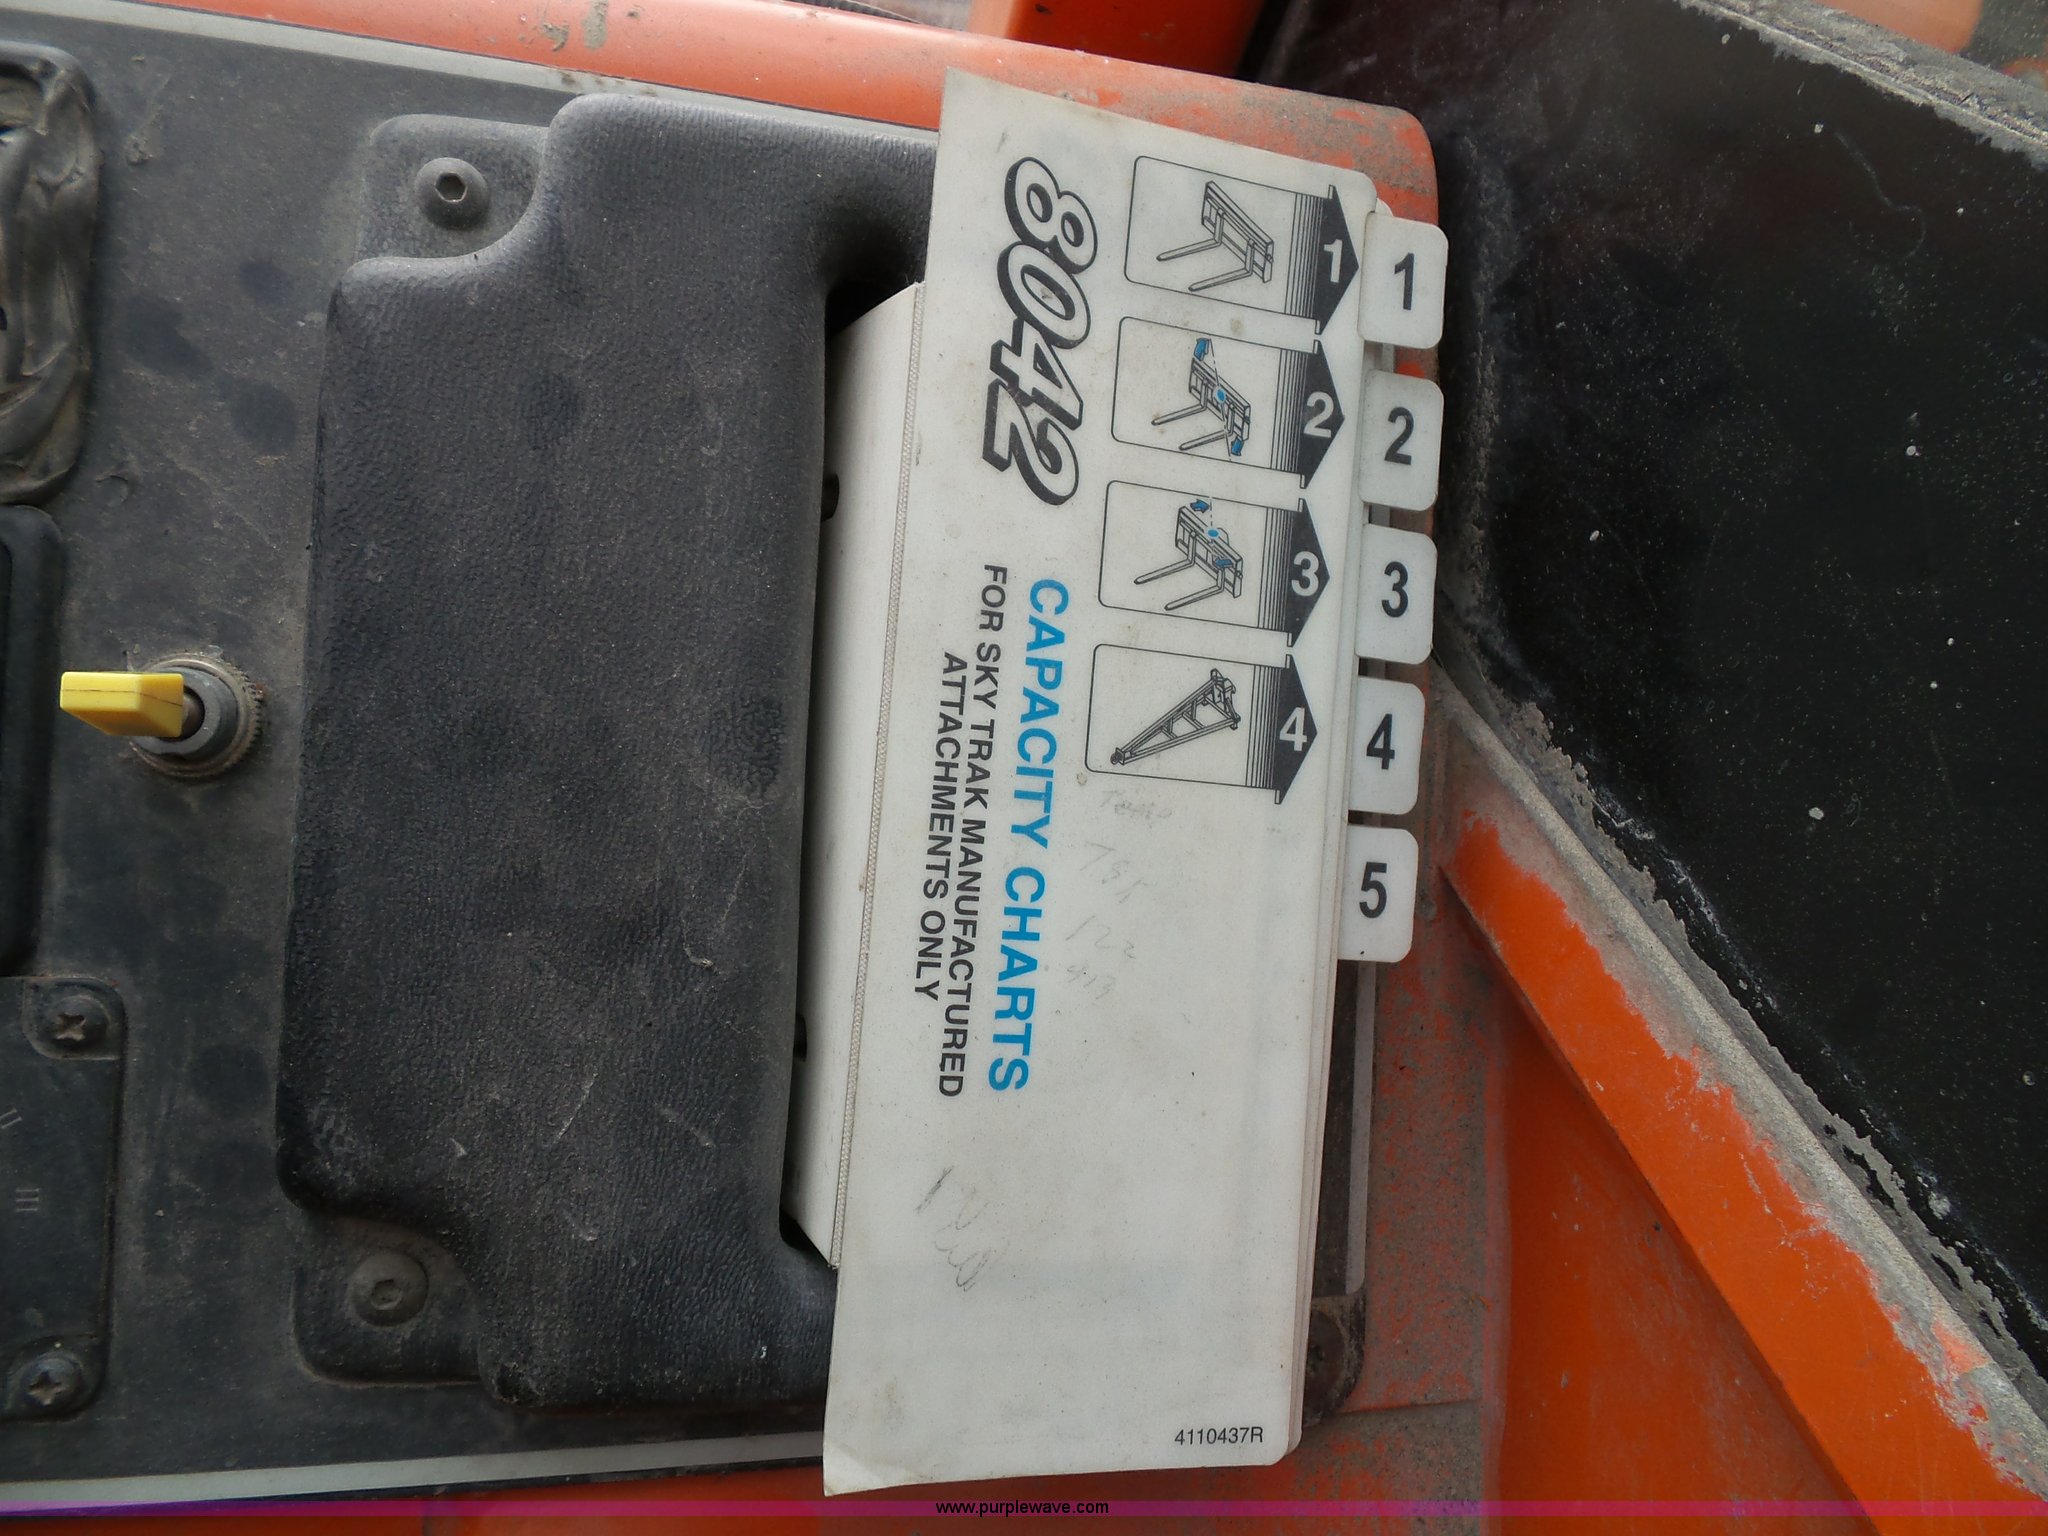 8042
CAPACITY CHARTS
FOR SKY TRAK MANUFACTURED
ATTACHMENTS ONLY
1
2
3
4
1
2
3
4
5
4110437R
www.purplewave.com